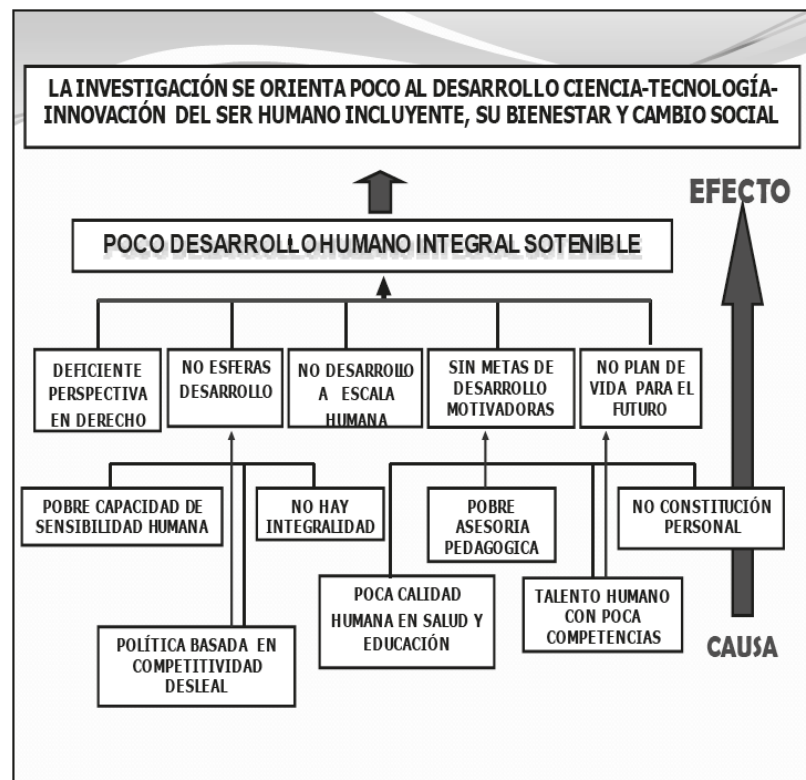 LA INVESTIGACIÓN SE ORIENTA POCO AL DESARROLLO CIENCIA-TECNOLOGÍA-
INNOVACIÓN DEL SER HUMANO INCLUYENTE, SU BIENESTAR Y CAMBIO SOCIAL
EFECTO
POCO DESARROLLO HUMANO INTEGRAL SOTENIBLE
DEFICIENTE
PERSPECTIVA
EN DERECHO
NO ESFERAS
DESARROLLO
NO DESARROLLO
A ESCALA
HUMANA
SIN METAS DE
DESARROLLO
MOTIVADORAS
NO PLAN DE
VIDA PARA EL
FUTURO
POBRE CAPACIDAD DE
SENSIBILIDAD HUMANA
NO HAY
INTEGRALIDAD
POBRE
ASESORIA
PEDAGOGICA
NO CONSTITUCIÓN
PERSONAL
POCA CALIDAD
HUMANA EN SALUD Y
EDUCACIÓN
TALENTO HUMANO
CON POCA
COMPETENCIAS
POLÍTICA BASADA EN
COMPETITIVIDAD
DESLEAL
CAUSA